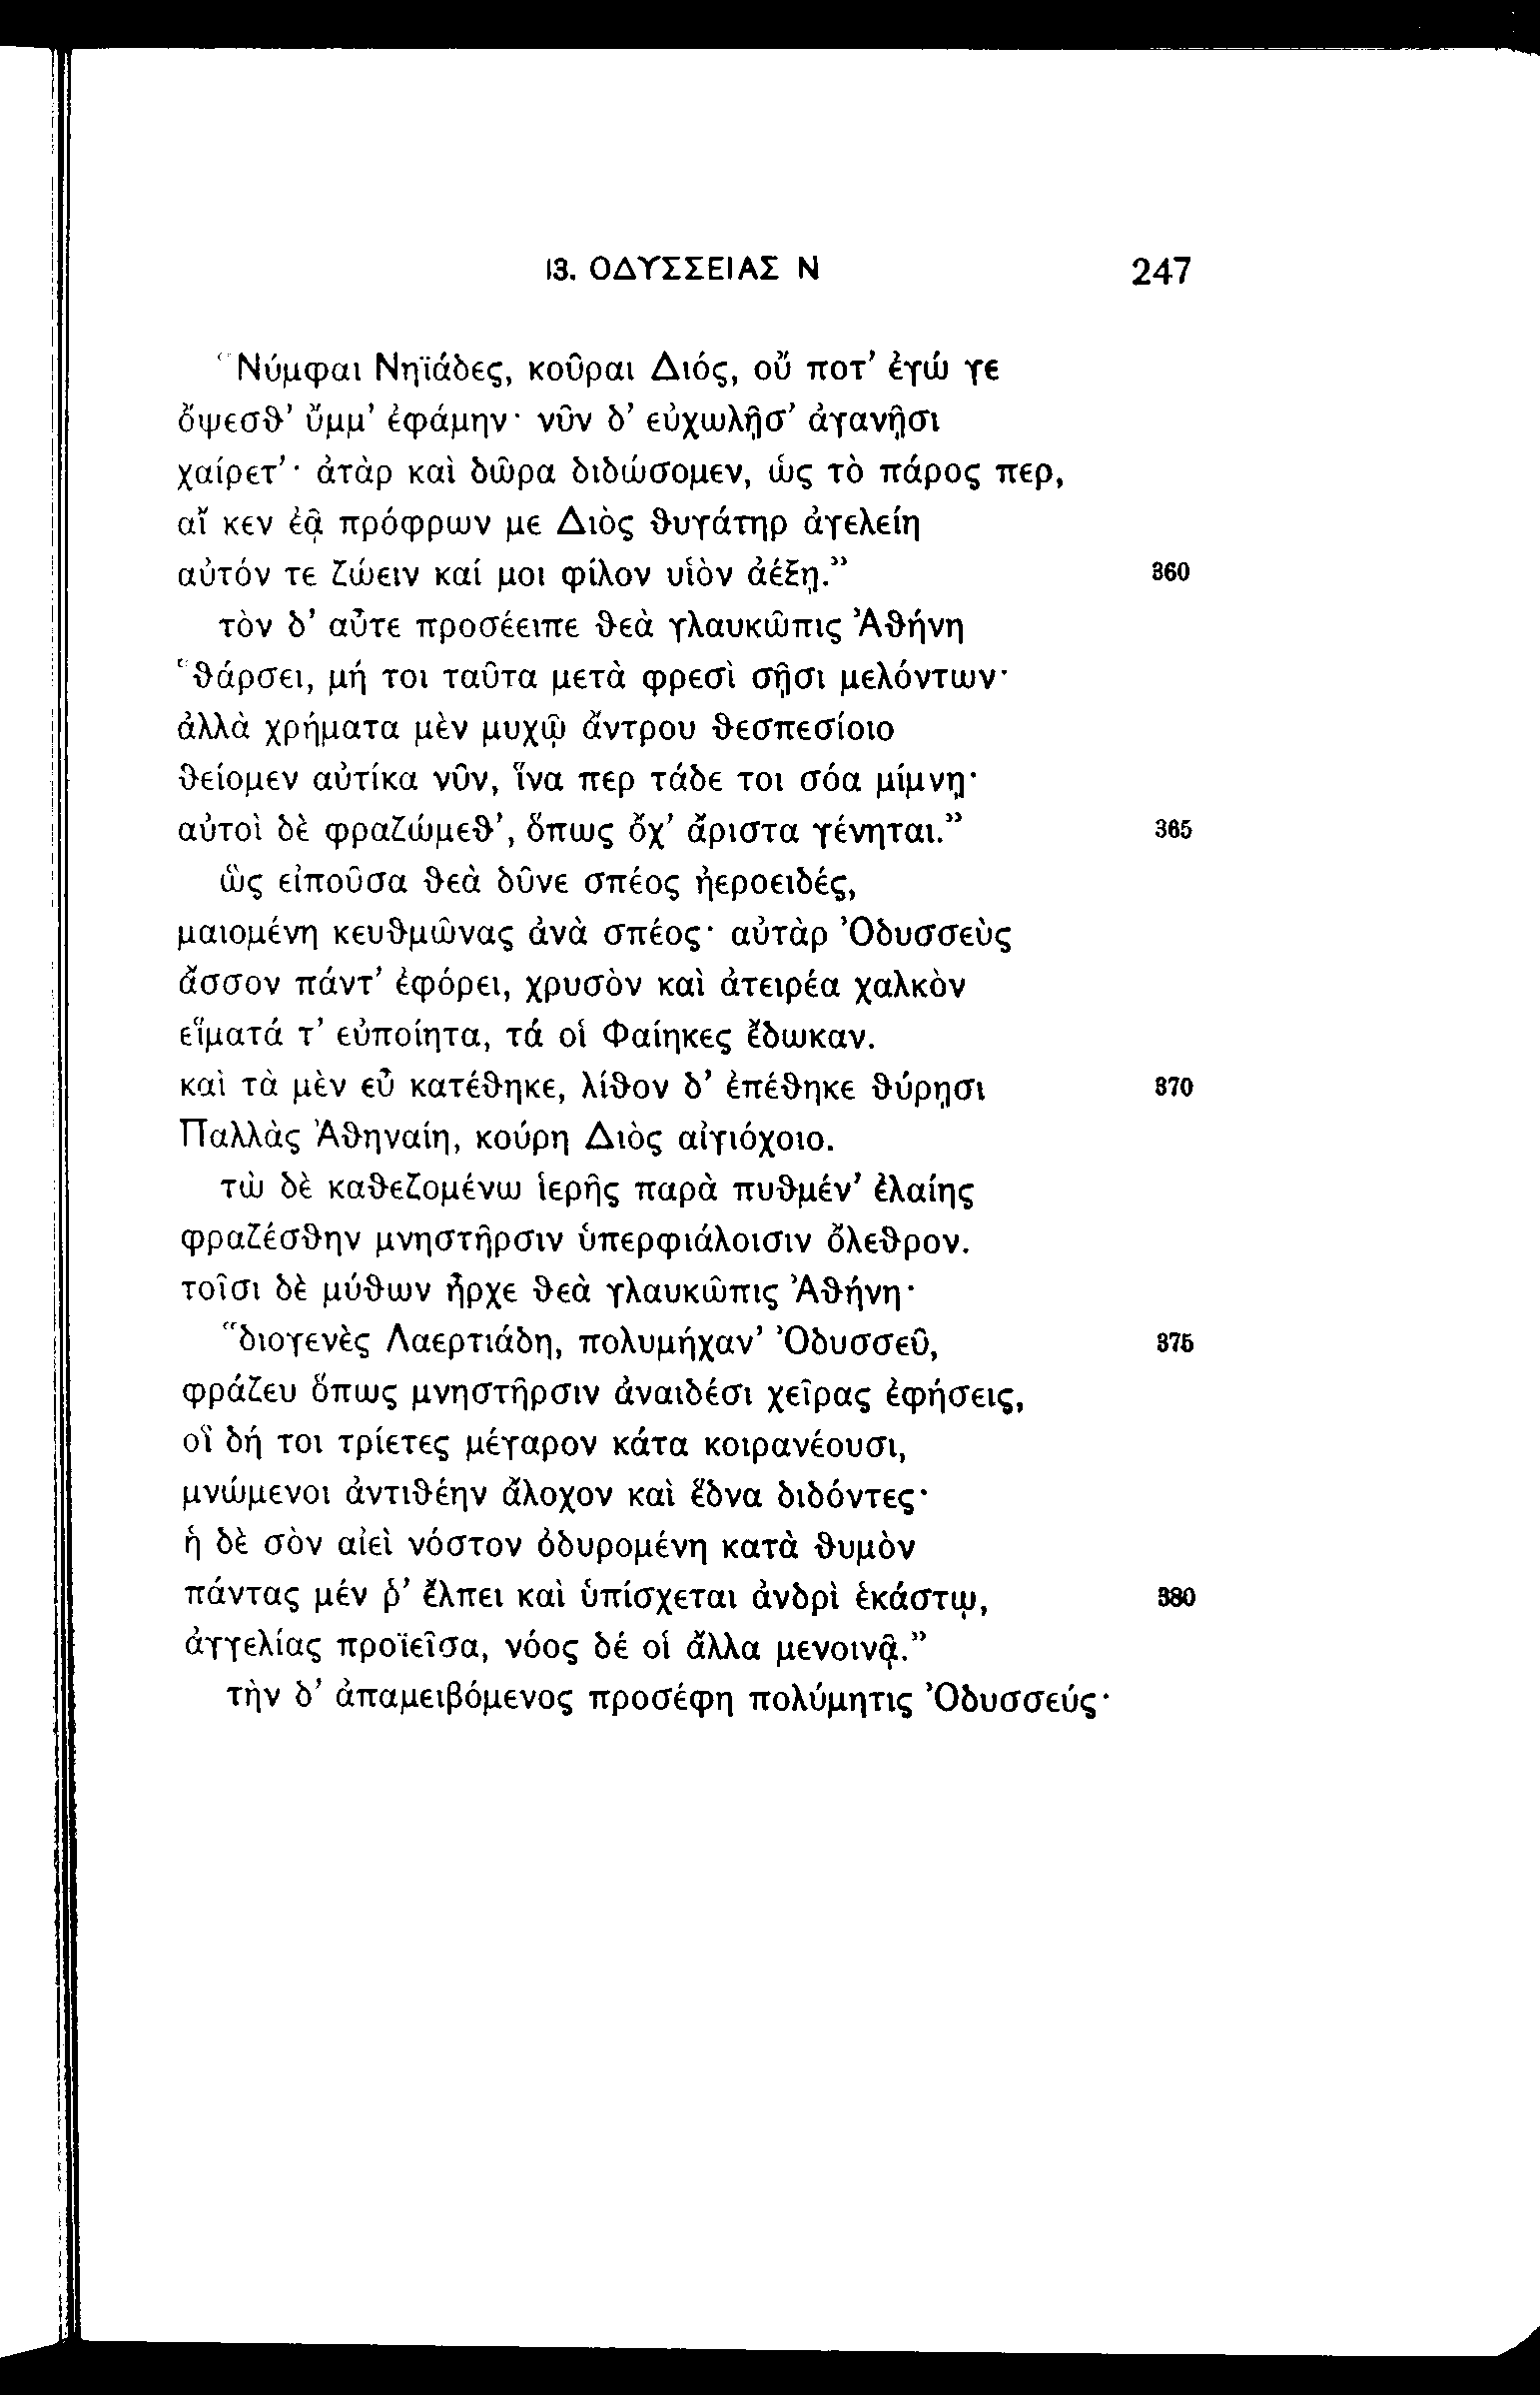 13. ΟΔΥΣΣΕΙΑΣ Ν 247
“Νύμφαι Νηϊάδες, κοῦραι Διός, οὔ ποτ’ ἐγώ γε
ὄψεσθ’ ὔμμ’ ἐφάμην· νῦν δ’ εὐχωλῇσ’ ἀγανῇσι
χαίρετ’· ἀτὰρ καὶ δῶρα διδώσομεν, ὡς τὸ πάρος περ,
αἴ κεν ἐᾷ πρόφρων με Διὸς θυγάτηρ ἀγελείη
αὐτόν τε ζώειν καί μοι φίλον υἱὸν ἀέξῃ.” 360
τὸν δ’ αὖτε προσέειπε θεὰ γλαυκῶπις Ἀθήνη
“θάρσει, μή τοι ταῦτα μετὰ φρεσὶ σῇσι μελόντων·
ἀλλὰ χρήματα μὲν μυχῷ ἄντρου θεσπεσίοιο
θείομεν αὐτίκα νῦν, ἵνα περ τάδε τοι σόα μίμνῃ·
αὐτοὶ δὲ φραζώμεθ’, ὅπως ὄχ’ ἄριστα γένηται.” 365
ὣς εἰποῦσα θεὰ δῦνε σπέος ἠεροειδές,
μαιομένη κευθμῶνας ἀνὰ σπέος· αὐτὰρ Ὀδυσσεὺς
ἄσσον πάντ’ ἐφόρει, χρυσὸν καὶ ἀτειρέα χαλκὸν
εἵματά τ’ εὐποίητα, τά οἱ Φαίηκες ἔδωκαν.
καὶ τὰ μὲν εὖ κατέθηκε, λίθον δ’ ἐπέθηκε θύρῃσι 370
Παλλὰς Ἀθηναίη, κούρη Διὸς αἰγιόχοιο.
τὼ δὲ καθεζομένω ἱερῆς παρὰ πυθμέν’ ἐλαίης
φραζέσθην μνηστῆρσιν ὑπερφιάλοισιν ὄλεθρον.
τοῖσι δὲ μύθων ἦρχε θεὰ γλαυκῶπις Ἀθήνη·
“διογενὲς Λαερτιάδη, πολυμήχαν’ Ὀδυσσεῦ, 375
φράζευ ὅπως μνηστῆρσιν ἀναιδέσι χεῖρας ἐφήσεις,
οἳ δή τοι τρίετες μέγαρον κάτα κοιρανέουσι,
μνώμενοι ἀντιθέην ἄλοχον καὶ ἕδνα διδόντες·
ἡ δὲ σὸν αἰεὶ νόστον ὀδυρομένη κατὰ θυμὸν
πάντας μέν ῥ’ ἔλπει καὶ ὑπίσχεται ἀνδρὶ ἑκάστῳ, 380
ἀγγελίας προϊεῖσα, νόος δέ οἱ ἄλλα μενοινᾷ.”
τὴν δ’ ἀπαμειβόμενος προσέφη πολύμητις Ὀδυσσεύς·